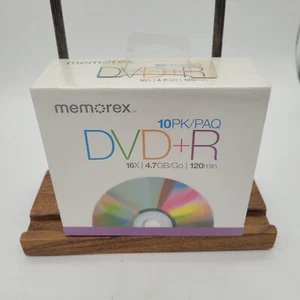 memorex
10PK/PAQ
DVD+R
16X | 4.7GB/Go | 120min